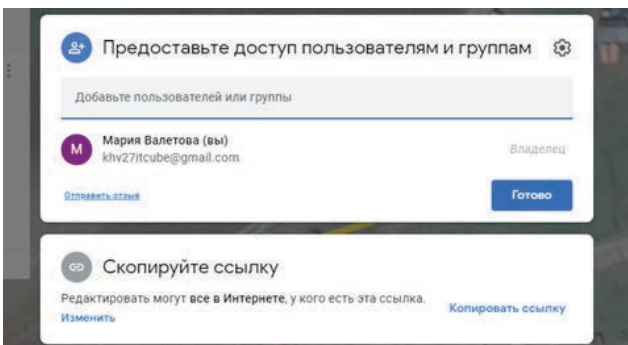 Предоставьте доступ пользователям и группам
Добавьте пользователей или группы
М
Мария Валетова (вы)
khv27itcube@gmail.com
Владелец
Отправить отзыв
Готово
Скопируйте ссылку
Редактировать могут все в Интернете, у кого есть эта ссылка.
Изменить
Копировать ссылку